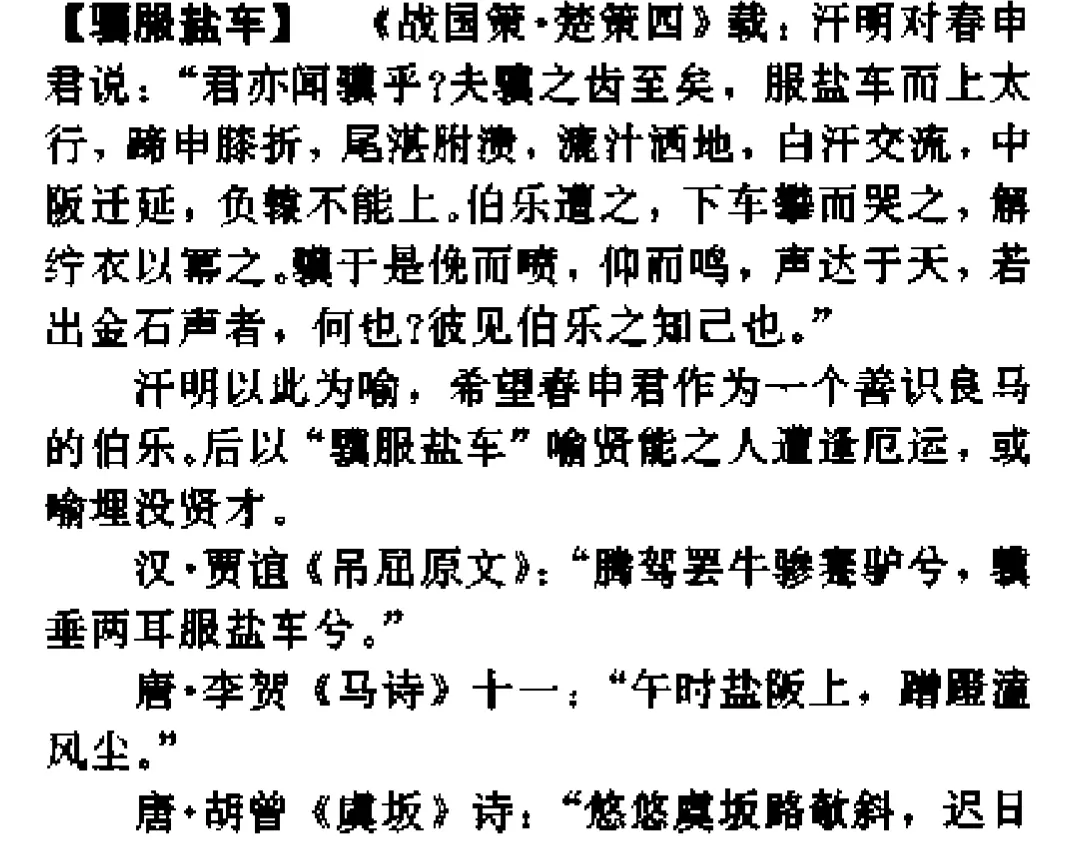 【骥服盐车】 《战国策·楚策四》载：汗明对春申
君说：“君亦闻骥乎？夫骥之齿至矣，服盐车而上太
行，蹄申膝折，尾湛胕溃，漉汁洒地，白汗交流，中
阪迁延，负辕不能上。伯乐遭之，下车攀而哭之，解
纻衣以幂之。骥于是俛而喷，仰而鸣，声达于天，若
出金石声者，何也？彼见伯乐之知己也。”
汗明以此为喻，希望春申君作为一个善识良马
的伯乐。后以“骥服盐车”喻贤能之人遭逢厄运，或
喻埋没贤才。
汉·贾谊《吊屈原文》：“腾驾罢牛骖蹇驴兮，骥
垂两耳服盐车兮。”
唐·李贺《马诗》十一：“午时盐阪上，蹭蹬溘
风尘。”
唐·胡曾《虞坂》诗：“悠悠虞坂路欹斜，迟日